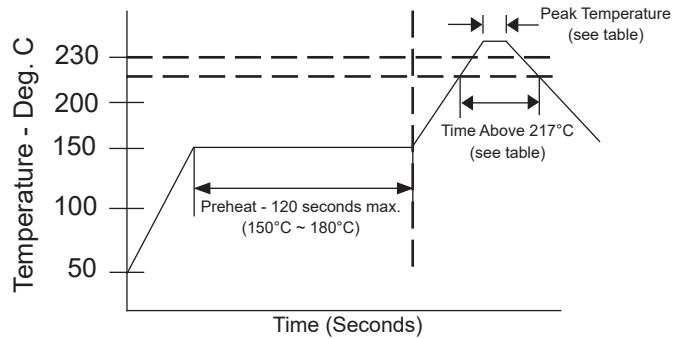 Peak Temperature
(see table)
Temperature - Deg. C
230
200
150
100
50
Time Above 217°C
(see table)
Preheat - 120 seconds max.
(150°C ~ 180°C)
Time (Seconds)